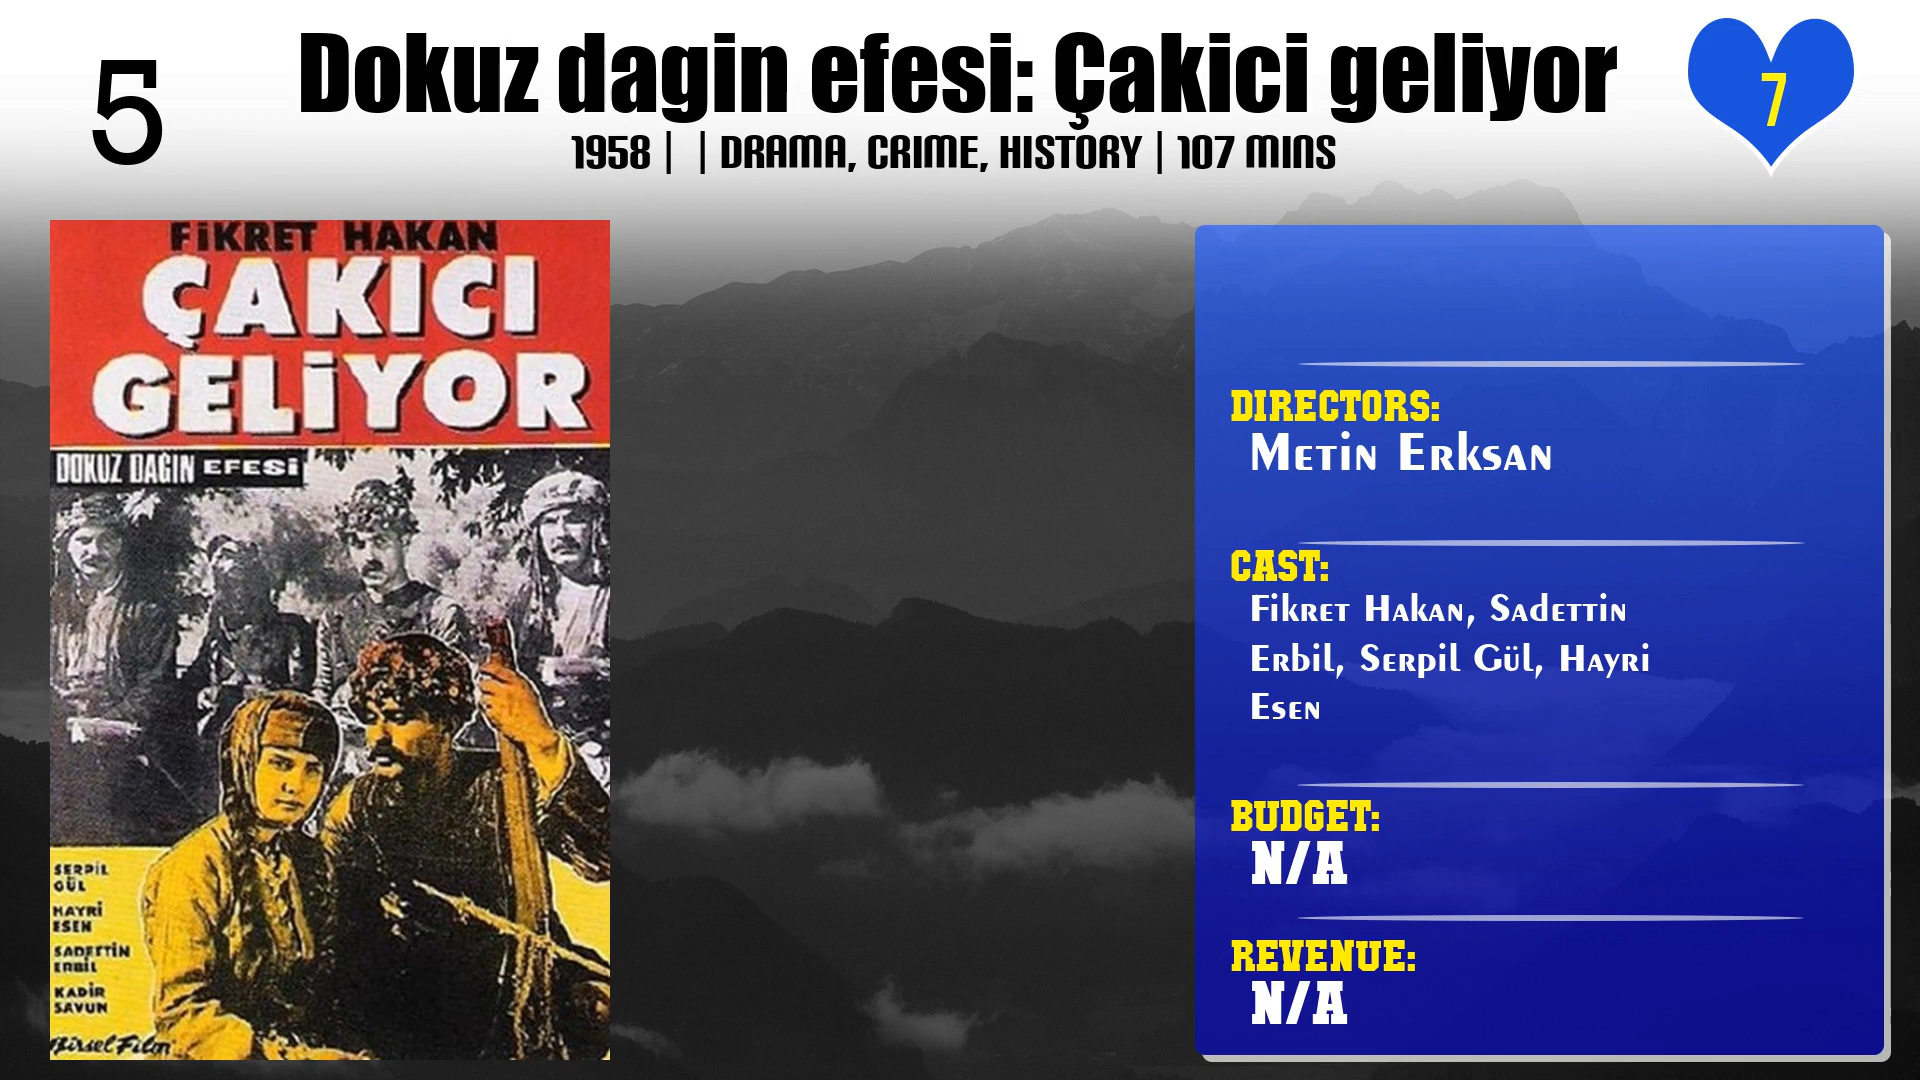 5
Dokuz dagin efesi: Çakici geliyor
7
1958 | | DRAMA, CRIME, HISTORY | 107 MINS
FİKRET HAKAN
ÇAKICI
GELİYOR
DOKUZ DAĞIN EFESİ
SERPİL
GÜL
HAYRİ
ESEN
SADETTİN
ERBİL
KADİR
SAVUN
Birsel Film
DIRECTORS:
Metin Erksan
CAST:
Fikret Hakan, Sadettin
Erbil, Serpil Gül, Hayri
Esen
BUDGET:
N/A
REVENUE:
N/A